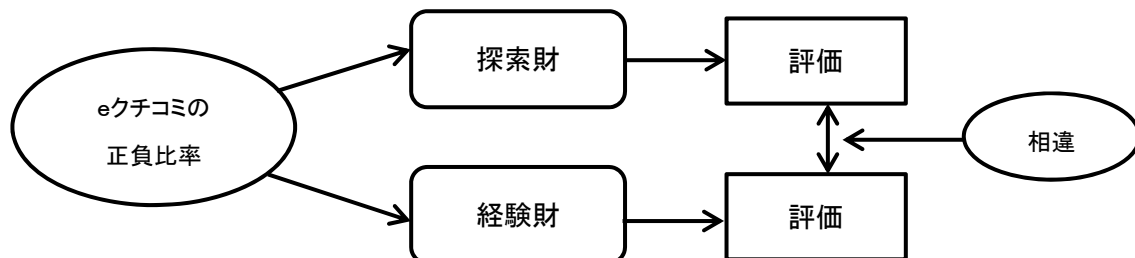 探索財
評価
eクチコミの
正負比率
相違
経験財
評価